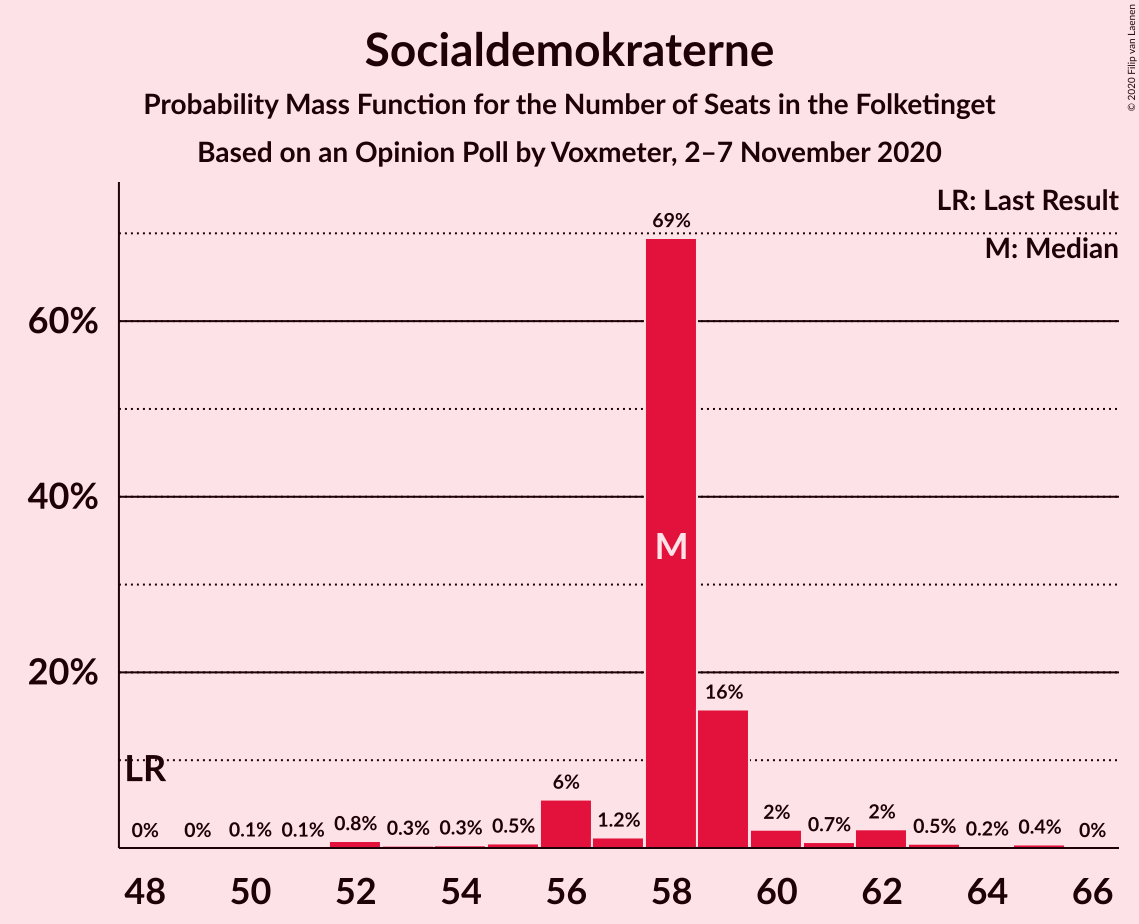 Socialdemokraterne
Probability Mass Function for the Number of Seats in the Folketinget
Based on an Opinion Poll by Voxmeter, 2–7 November 2020
© 2020 Filip van Laenen
LR: Last Result
M: Median
60%
40%
20%
LR
M
0% 0% 0.1% 0.1% 0.8% 0.3% 0.3% 0.5% 6% 1.2% 69% 16% 2% 0.7% 2% 0.5% 0.2% 0.4% 0%
48 50 52 54 56 58 60 62 64 66